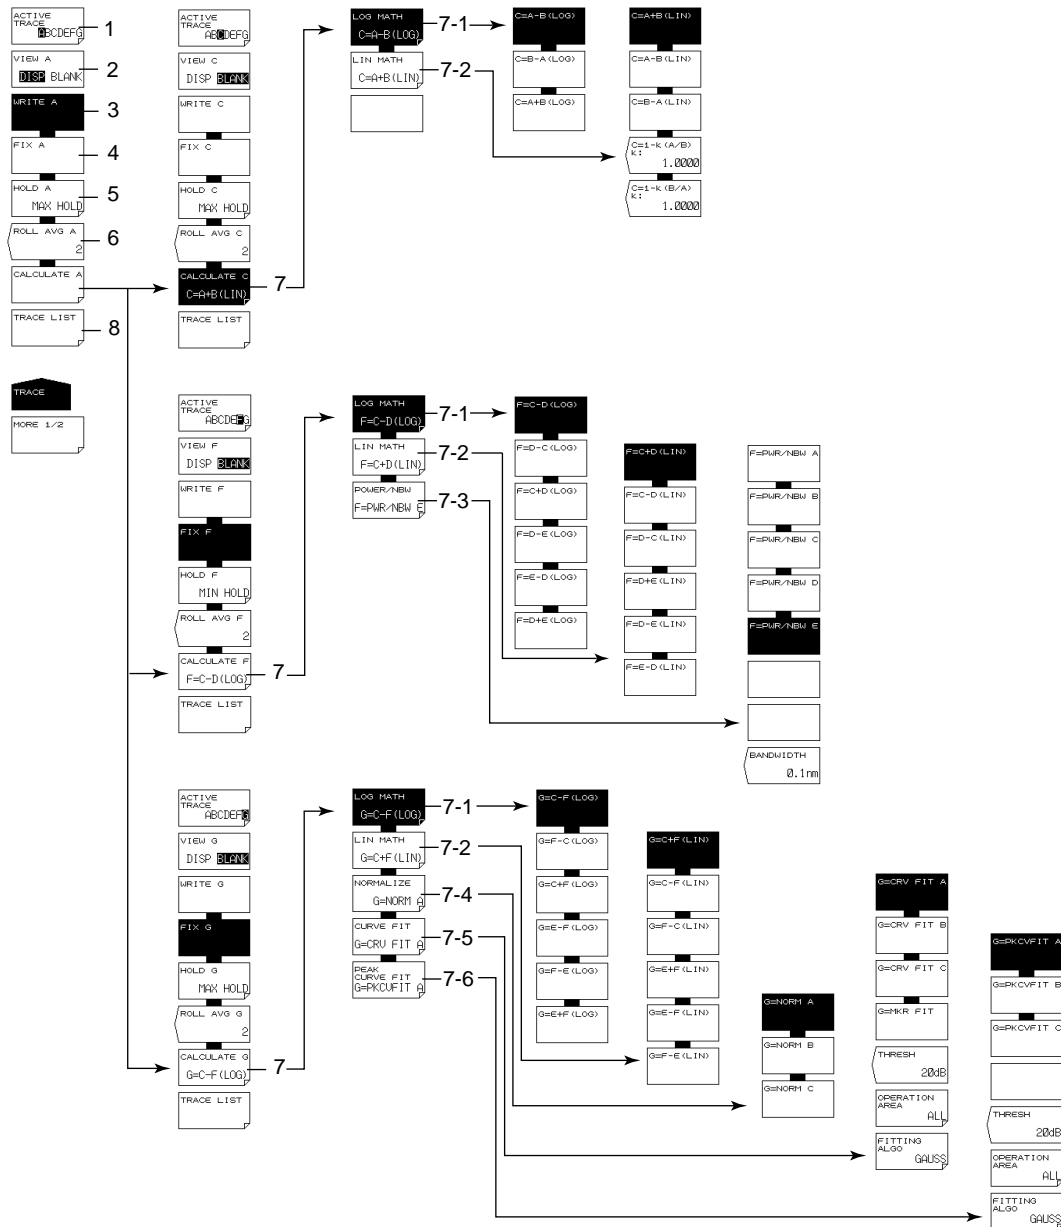 ACTIVE
TRACE
ABCDEFG
1
VIEW A
DISP BLANK
2
WRITE A
3
FIX A
4
HOLD A
MAX HOLD
5
ROLL AVG A
2
6
CALCULATE A
TRACE LIST
8
TRACE
MORE 1/2
ACTIVE
TRACE
ABCDEFG
VIEW C
DISP BLANK
WRITE C
FIX C
HOLD C
MAX HOLD
ROLL AVG C
2
CALCULATE C
C=A+B(LIN)
7
TRACE LIST
LOG MATH
C=A-B(LOG)
7-1
LIN MATH
C=A+B(LIN)
7-2
C=A-B(LOG)
C=B-A(LOG)
C=A+B(LOG)
C=A+B(LIN)
C=A-B(LIN)
C=B-A(LIN)
C=1-k(A/B)
k:
1.0000
C=1-k(B/A)
k:
1.0000
ACTIVE
TRACE
ABCDEFG
VIEW F
DISP BLANK
WRITE F
FIX F
HOLD F
MIN HOLD
ROLL AVG F
2
CALCULATE F
F=C-D(LOG)
7
TRACE LIST
LOG MATH
F=C-D(LOG)
7-1
LIN MATH
F=C+D(LIN)
7-2
POWER/NBW
F=PWR/NBW E
7-3
F=C-D(LOG)
F=D-C(LOG)
F=C+D(LOG)
F=D-E(LOG)
F=E-D(LOG)
F=D+E(LOG)
F=C+D(LIN)
F=C-D(LIN)
F=D-C(LIN)
F=D+E(LIN)
F=D-E(LIN)
F=E-D(LIN)
F=PWR/NBW A
F=PWR/NBW B
F=PWR/NBW C
F=PWR/NBW D
F=PWR/NBW E
BANDWIDTH
0.1nm
ACTIVE
TRACE
ABCDEFG
VIEW G
DISP BLANK
WRITE G
FIX G
HOLD G
MAX HOLD
ROLL AVG G
2
CALCULATE G
G=C-F(LOG)
7
TRACE LIST
LOG MATH
G=C-F(LOG)
7-1
LIN MATH
G=C+F(LIN)
7-2
NORMALIZE
G=NORM A
7-4
CURVE FIT
G=CRV FIT A
7-5
PEAK
CURVE FIT
G=PKCVFIT A
7-6
G=C-F(LOG)
G=F-C(LOG)
G=C+F(LOG)
G=E-F(LOG)
G=F-E(LOG)
G=E+F(LOG)
G=C+F(LIN)
G=C-F(LIN)
G=F-C(LIN)
G=E+F(LIN)
G=E-F(LIN)
G=F-E(LIN)
G=NORM A
G=NORM B
G=NORM C
G=CRV FIT A
G=CRV FIT B
G=CRV FIT C
G=MKR FIT
THRESH
20dB
OPERATION
AREA
ALL
FITTING
ALGO
GAUSS
G=PKCVFIT A
G=PKCVFIT B
G=PKCVFIT C
THRESH
20dB
OPERATION
AREA
ALL
FITTING
ALGO
GAUSS